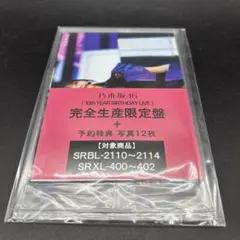 乃木坂46
「10th YEAR BIRTHDAY LIVE」
完全生産限定盤
+
予約特典 写真12枚
【対象商品】
SRBL-2110～2114
SRXL-400～402